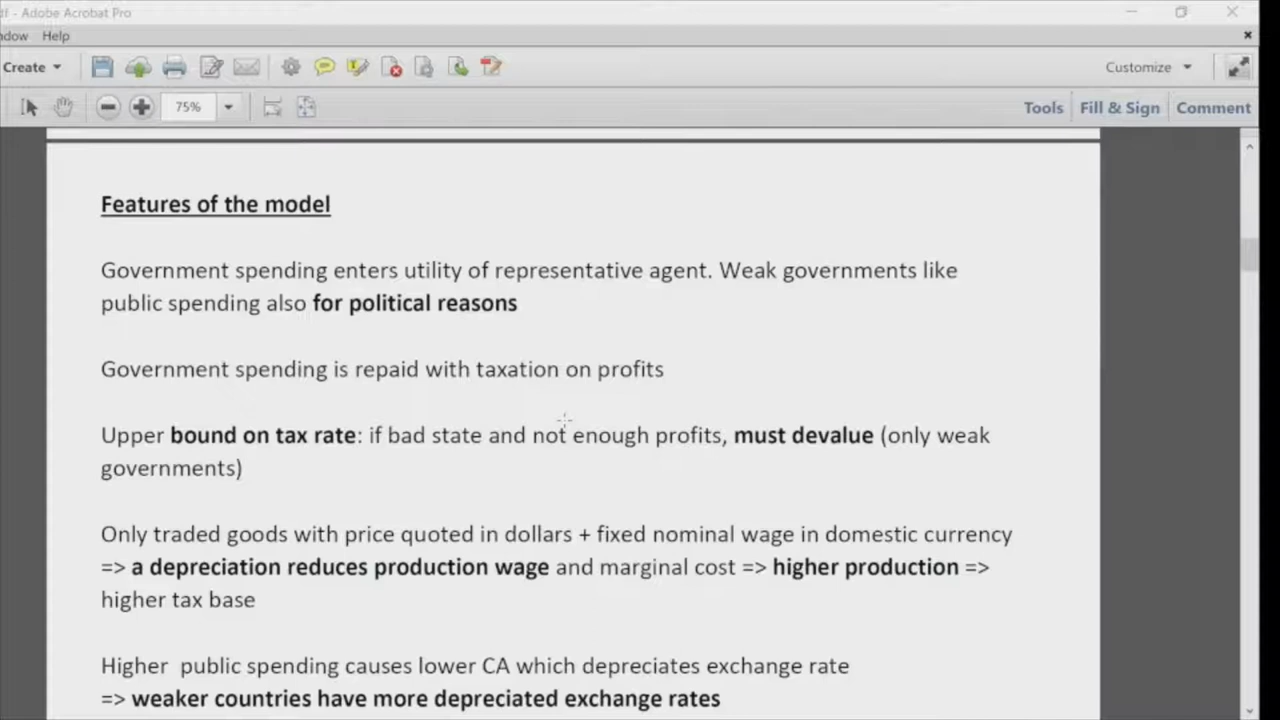 df - Adobe Acrobat Pro
ndow Help
Create
Customize
75%
Tools Fill & Sign Comment
Features of the model
Government spending enters utility of representative agent. Weak governments like
public spending also for political reasons
Government spending is repaid with taxation on profits
Upper bound on tax rate: if bad state and not enough profits, must devalue (only weak
governments)
Only traded goods with price quoted in dollars + fixed nominal wage in domestic currency
=> a depreciation reduces production wage and marginal cost => higher production =>
higher tax base
Higher public spending causes lower CA which depreciates exchange rate
=> weaker countries have more depreciated exchange rates